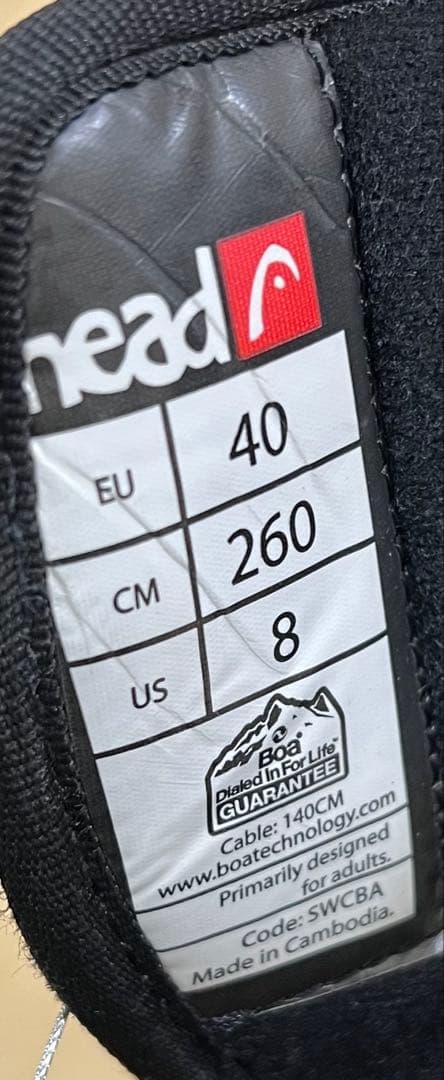 head
EU 40
CM 260
US 8
Boa®
Dialed In For Life™
GUARANTEE
Cable: 140CM
www.boatechnology.com
Primarily designed
for adults.
Code: SWCBA
Made in Cambodia.